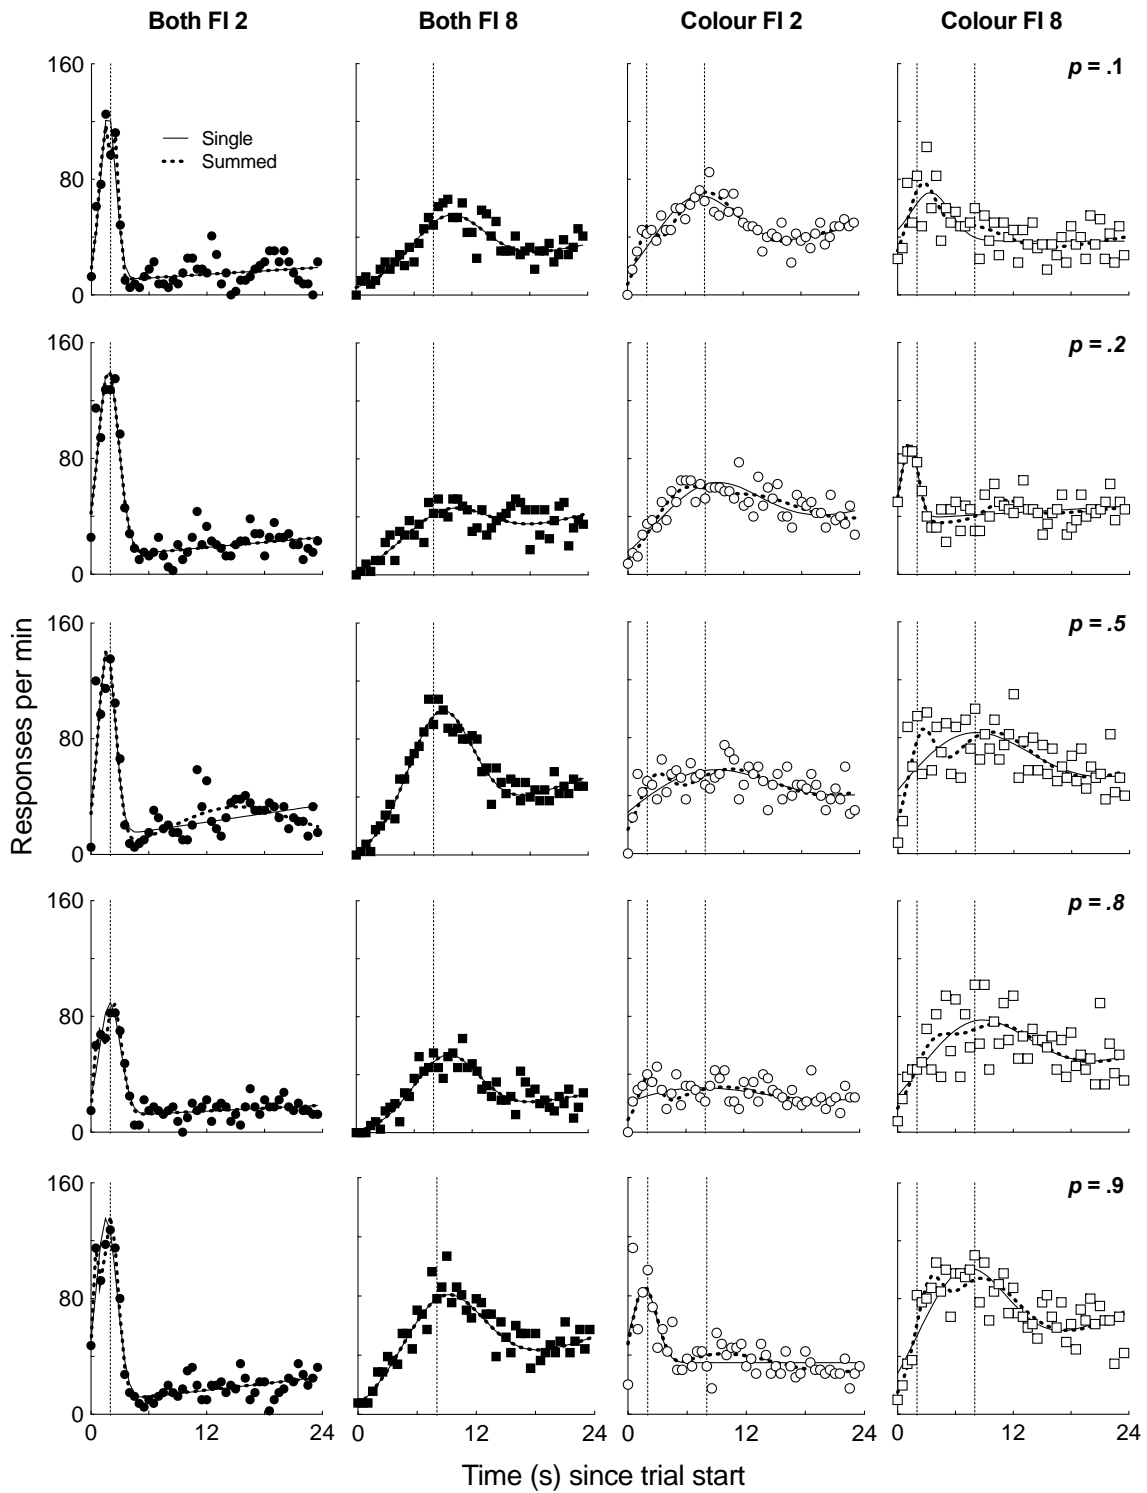 Both FI 2 Both FI 8 Colour FI 2 Colour FI 8
160 p = .1
Single
Summed
80
0
160 p = .2
80
0
160 p = .5
80
0
160 p = .8
80
0
160 p = .9
80
0
0 12 24 0 12 24 0 12 24 0 12 24
Responses per min
Time (s) since trial start